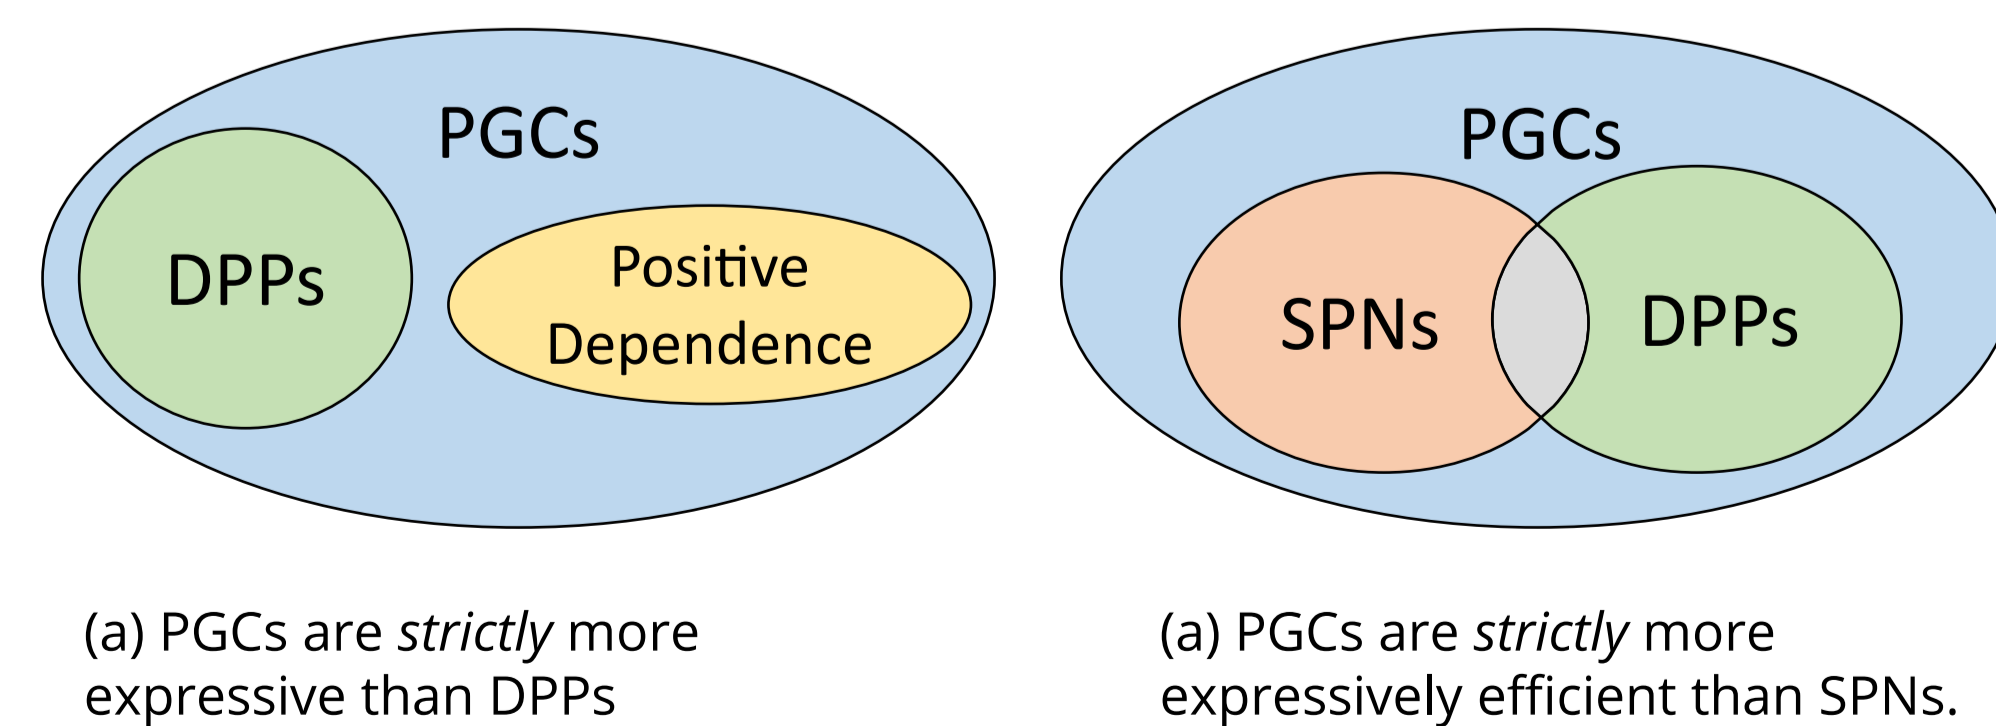 PGCs
DPPs
Positive
Dependence
(a) PGCs are strictly more
expressive than DPPs
PGCs
SPNs
DPPs
(a) PGCs are strictly more
expressively efficient than SPNs.